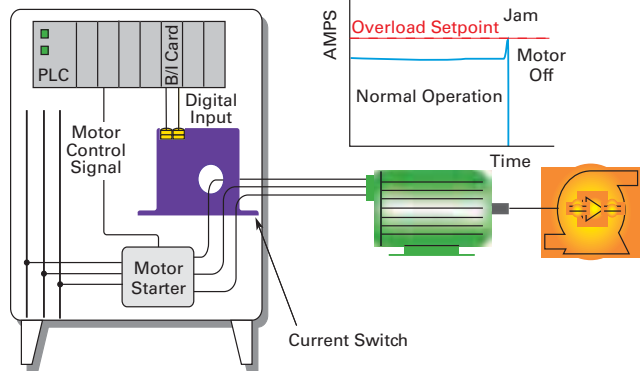 PLC
B/I Card
Digital
Input
Motor
Control
Signal
Motor
Starter
Current Switch
AMPS
Overload Setpoint
Jam
Motor
Off
Normal Operation
Time